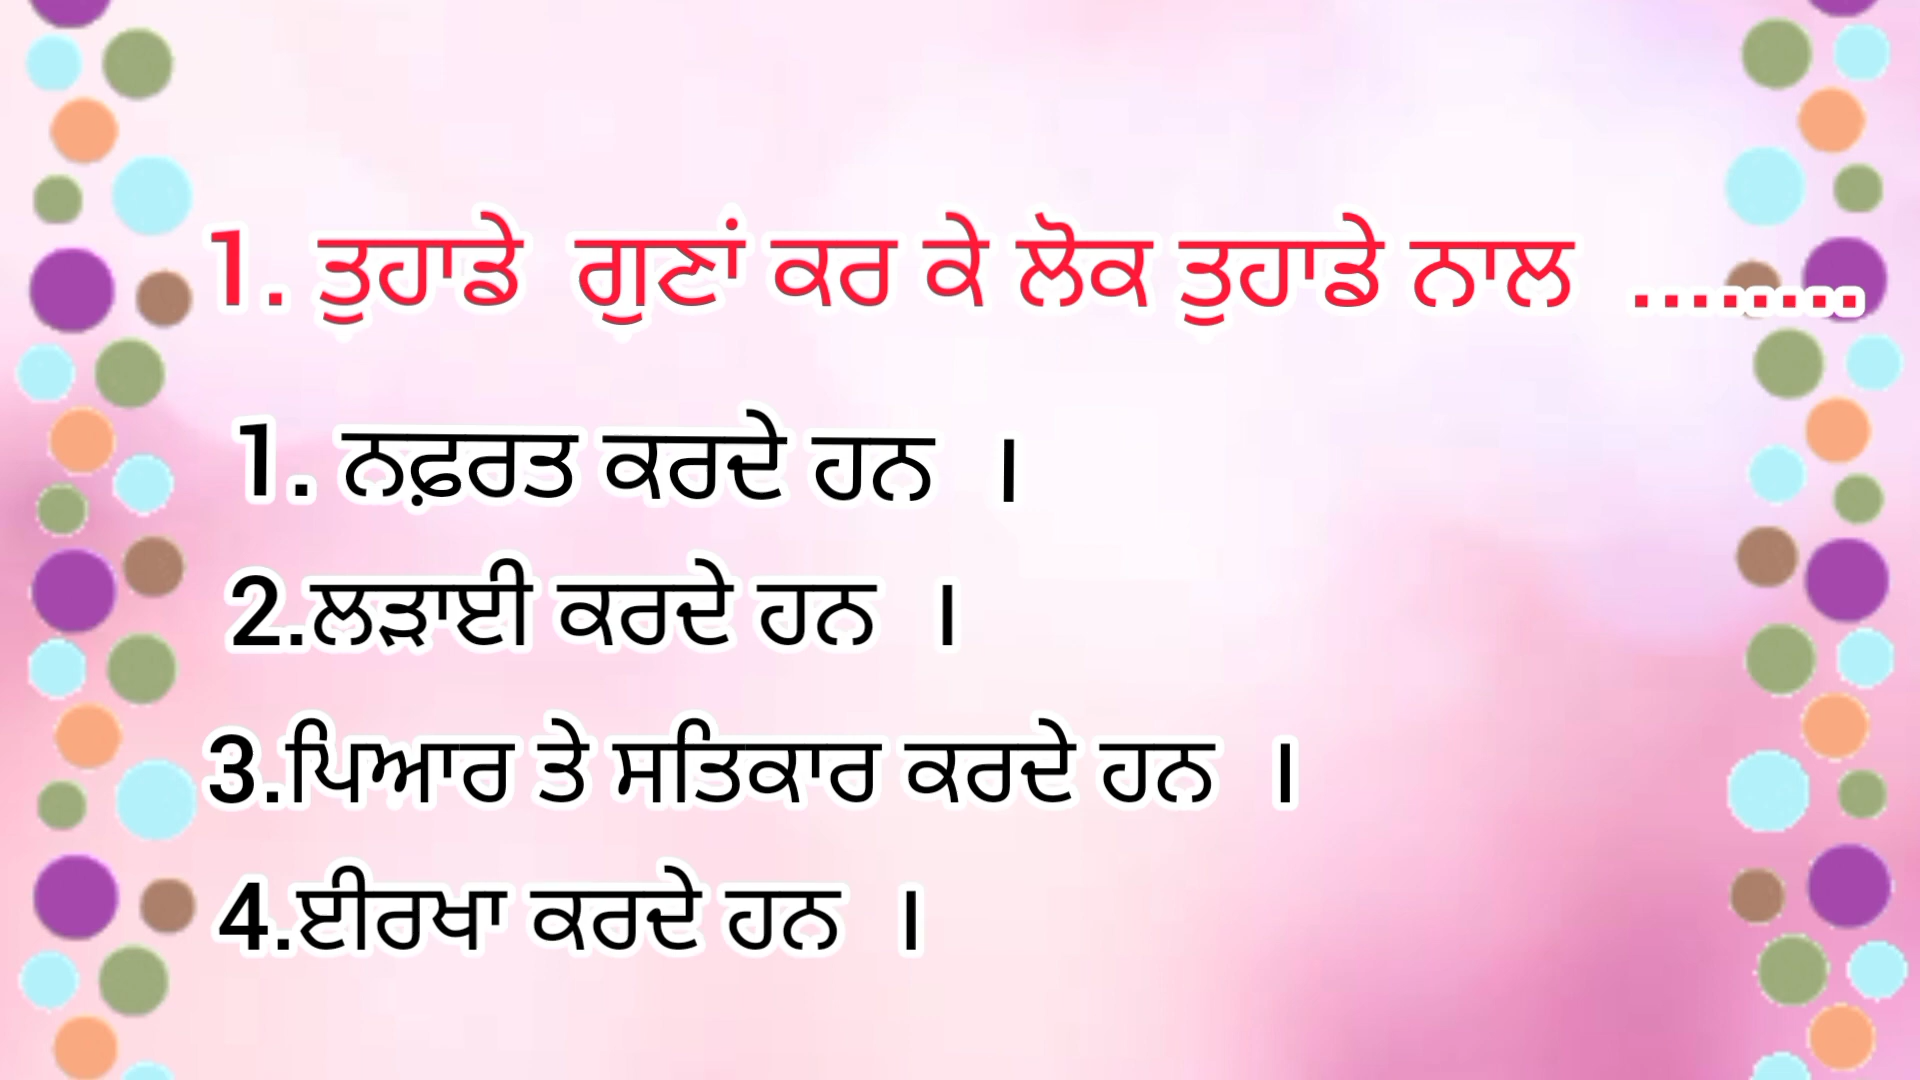 1. ਤੁਹਾਡੇ ਗੁਣਾਂ ਕਰ ਕੇ ਲੋਕ ਤੁਹਾਡੇ ਨਾਲ ........
1. ਨਫ਼ਰਤ ਕਰਦੇ ਹਨ ।
2.ਲੜਾਈ ਕਰਦੇ ਹਨ ।
3.ਪਿਆਰ ਤੇ ਸਤਿਕਾਰ ਕਰਦੇ ਹਨ ।
4.ਈਰਖਾ ਕਰਦੇ ਹਨ ।